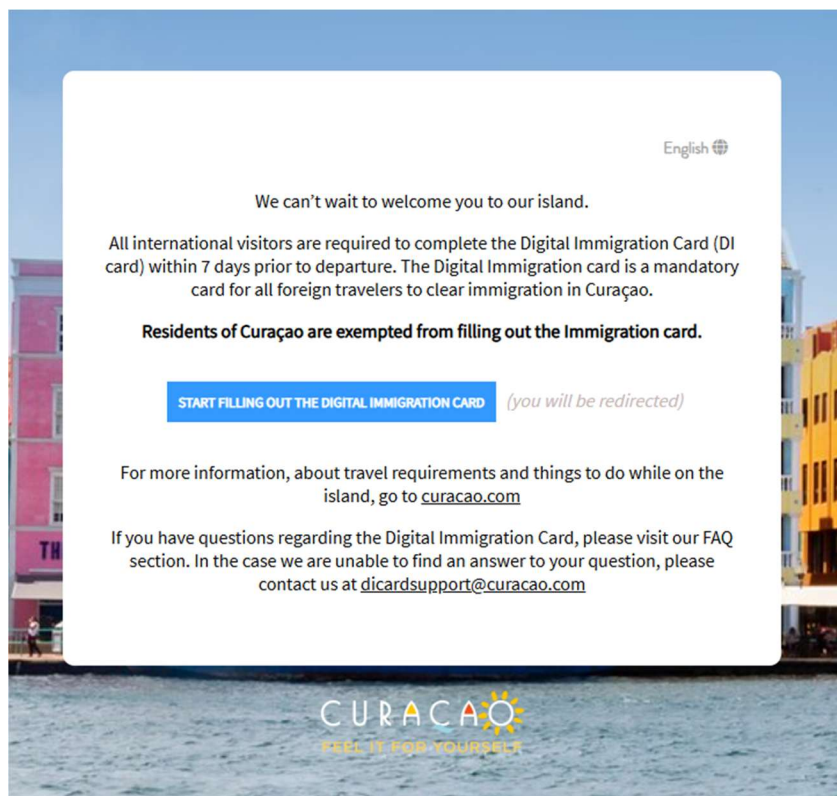 English
We can’t wait to welcome you to our island.
All international visitors are required to complete the Digital Immigration Card (DI
card) within 7 days prior to departure. The Digital Immigration card is a mandatory
card for all foreign travelers to clear immigration in Curaçao.
Residents of Curaçao are exempted from filling out the Immigration card.
START FILLING OUT THE DIGITAL IMMIGRATION CARD (you will be redirected)
For more information, about travel requirements and things to do while on the
island, go to curacao.com
If you have questions regarding the Digital Immigration Card, please visit our FAQ
section. In the case we are unable to find an answer to your question, please
contact us at dicardsupport@curacao.com
TH
CURAÇAO
FEEL IT FOR YOURSELF